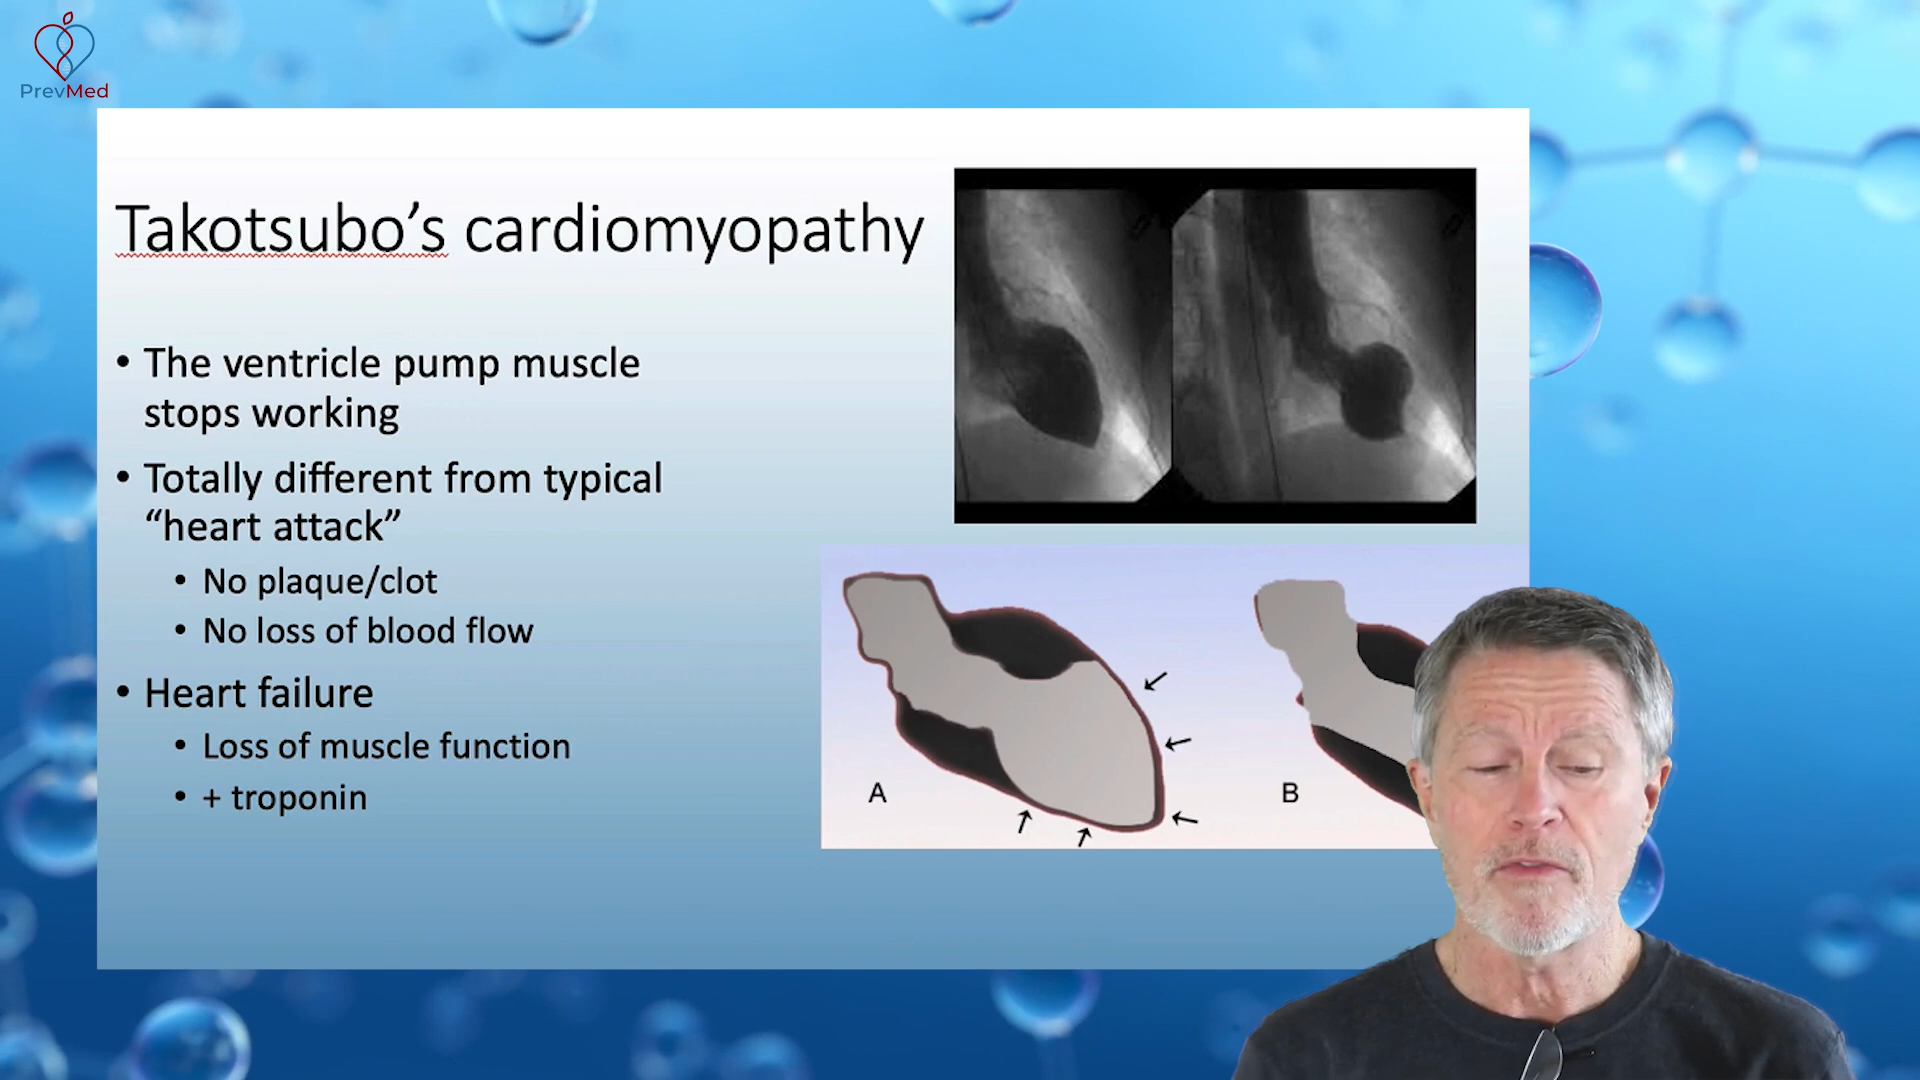 PrevMed
Takotsubo’s cardiomyopathy
• The ventricle pump muscle
stops working
• Totally different from typical
“heart attack”
• No plaque/clot
• No loss of blood flow
• Heart failure
• Loss of muscle function
• + troponin
A
B